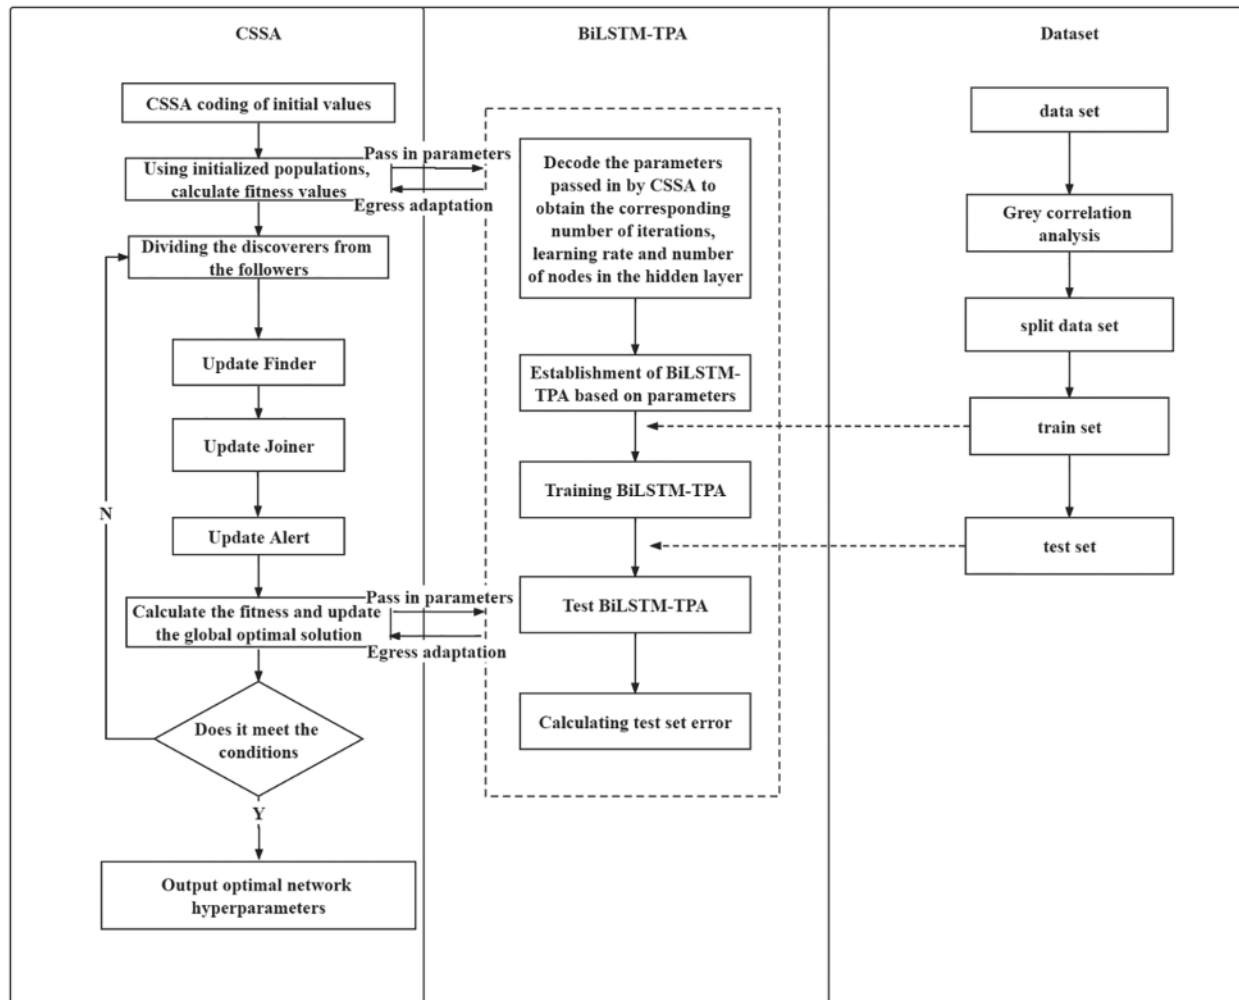 CSSA
CSSA coding of initial values
Using initialized populations,
calculate fitness values
Dividing the discoverers from
the followers
Update Finder
Update Joiner
N
Update Alert
Calculate the fitness and update
the global optimal solution
Does it meet the
conditions
Y
Output optimal network
hyperparameters
Pass in parameters
Egress adaptation
Pass in parameters
Egress adaptation
BiLSTM-TPA
Decode the parameters
passed in by CSSA to
obtain the corresponding
number of iterations,
learning rate and number
of nodes in the hidden layer
Establishment of BiLSTM-
TPA based on parameters
Training BiLSTM-TPA
Test BiLSTM-TPA
Calculating test set error
Dataset
data set
Grey correlation
analysis
split data set
train set
test set